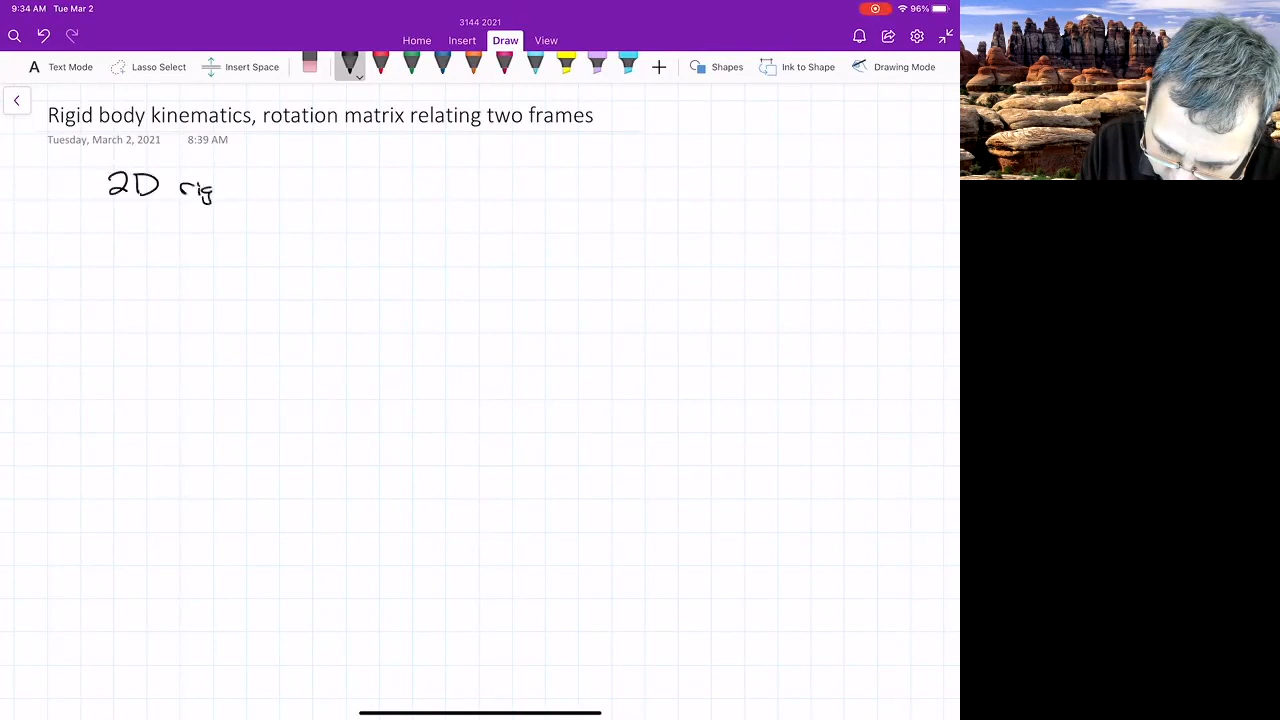 9:34 AM Tue Mar 2
96%
3144 2021
Home Insert Draw View
A Text Mode Lasso Select Insert Space Shapes Ink to Shape Drawing Mode
Rigid body kinematics, rotation matrix relating two frames
Tuesday, March 2, 2021 8:39 AM
2D rig